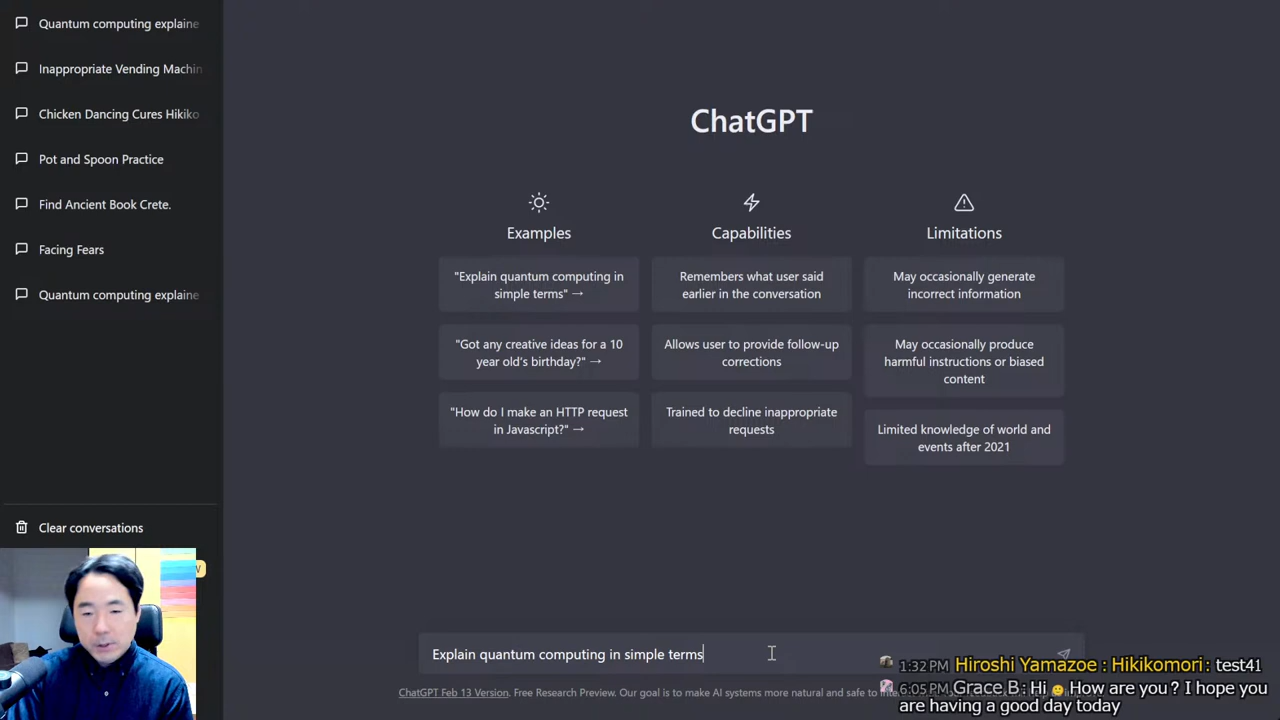 Quantum computing explaine
Inappropriate Vending Machin
Chicken Dancing Cures Hikiko
Pot and Spoon Practice
Find Ancient Book Crete.
Facing Fears
Quantum computing explaine
Clear conversations
ChatGPT
Examples
"Explain quantum computing in
simple terms" →
"Got any creative ideas for a 10
year old's birthday?" →
"How do I make an HTTP request
in Javascript?" →
Capabilities
Remembers what user said
earlier in the conversation
Allows user to provide follow-up
corrections
Trained to decline inappropriate
requests
Limitations
May occasionally generate
incorrect information
May occasionally produce
harmful instructions or biased
content
Limited knowledge of world and
events after 2021
Explain quantum computing in simple terms
ChatGPT Feb 13 Version. Free Research Preview. Our goal is to make AI systems more natural and safe to
1:32 PM Hiroshi Yamazoe : Hikikomori : test41
6:05 PM Grace B : Hi 🙂 How are you ? I hope you
are having a good day today